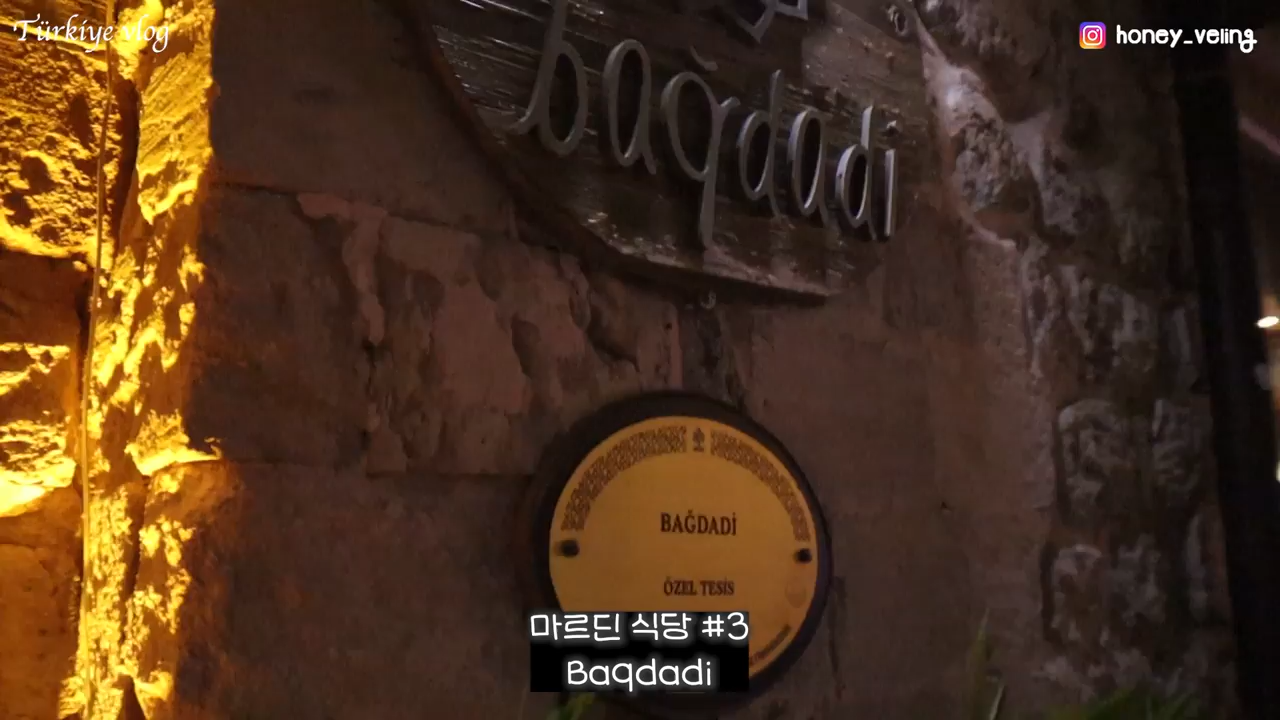 Türkiye vlog
honey_veling
bağdadi
BAĞDADİ
ÖZEL TESİS
마르딘 식당 #3
Baqdadi